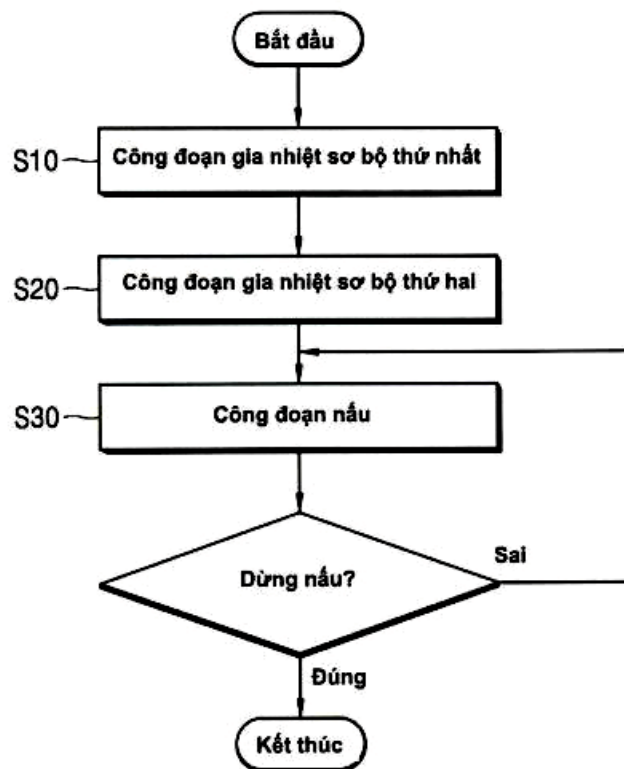 Bắt đầu
S10
Công đoạn gia nhiệt sơ bộ thứ nhất
S20
Công đoạn gia nhiệt sơ bộ thứ hai
S30
Công đoạn nấu
Dừng nấu?
Sai
Đúng
Kết thúc